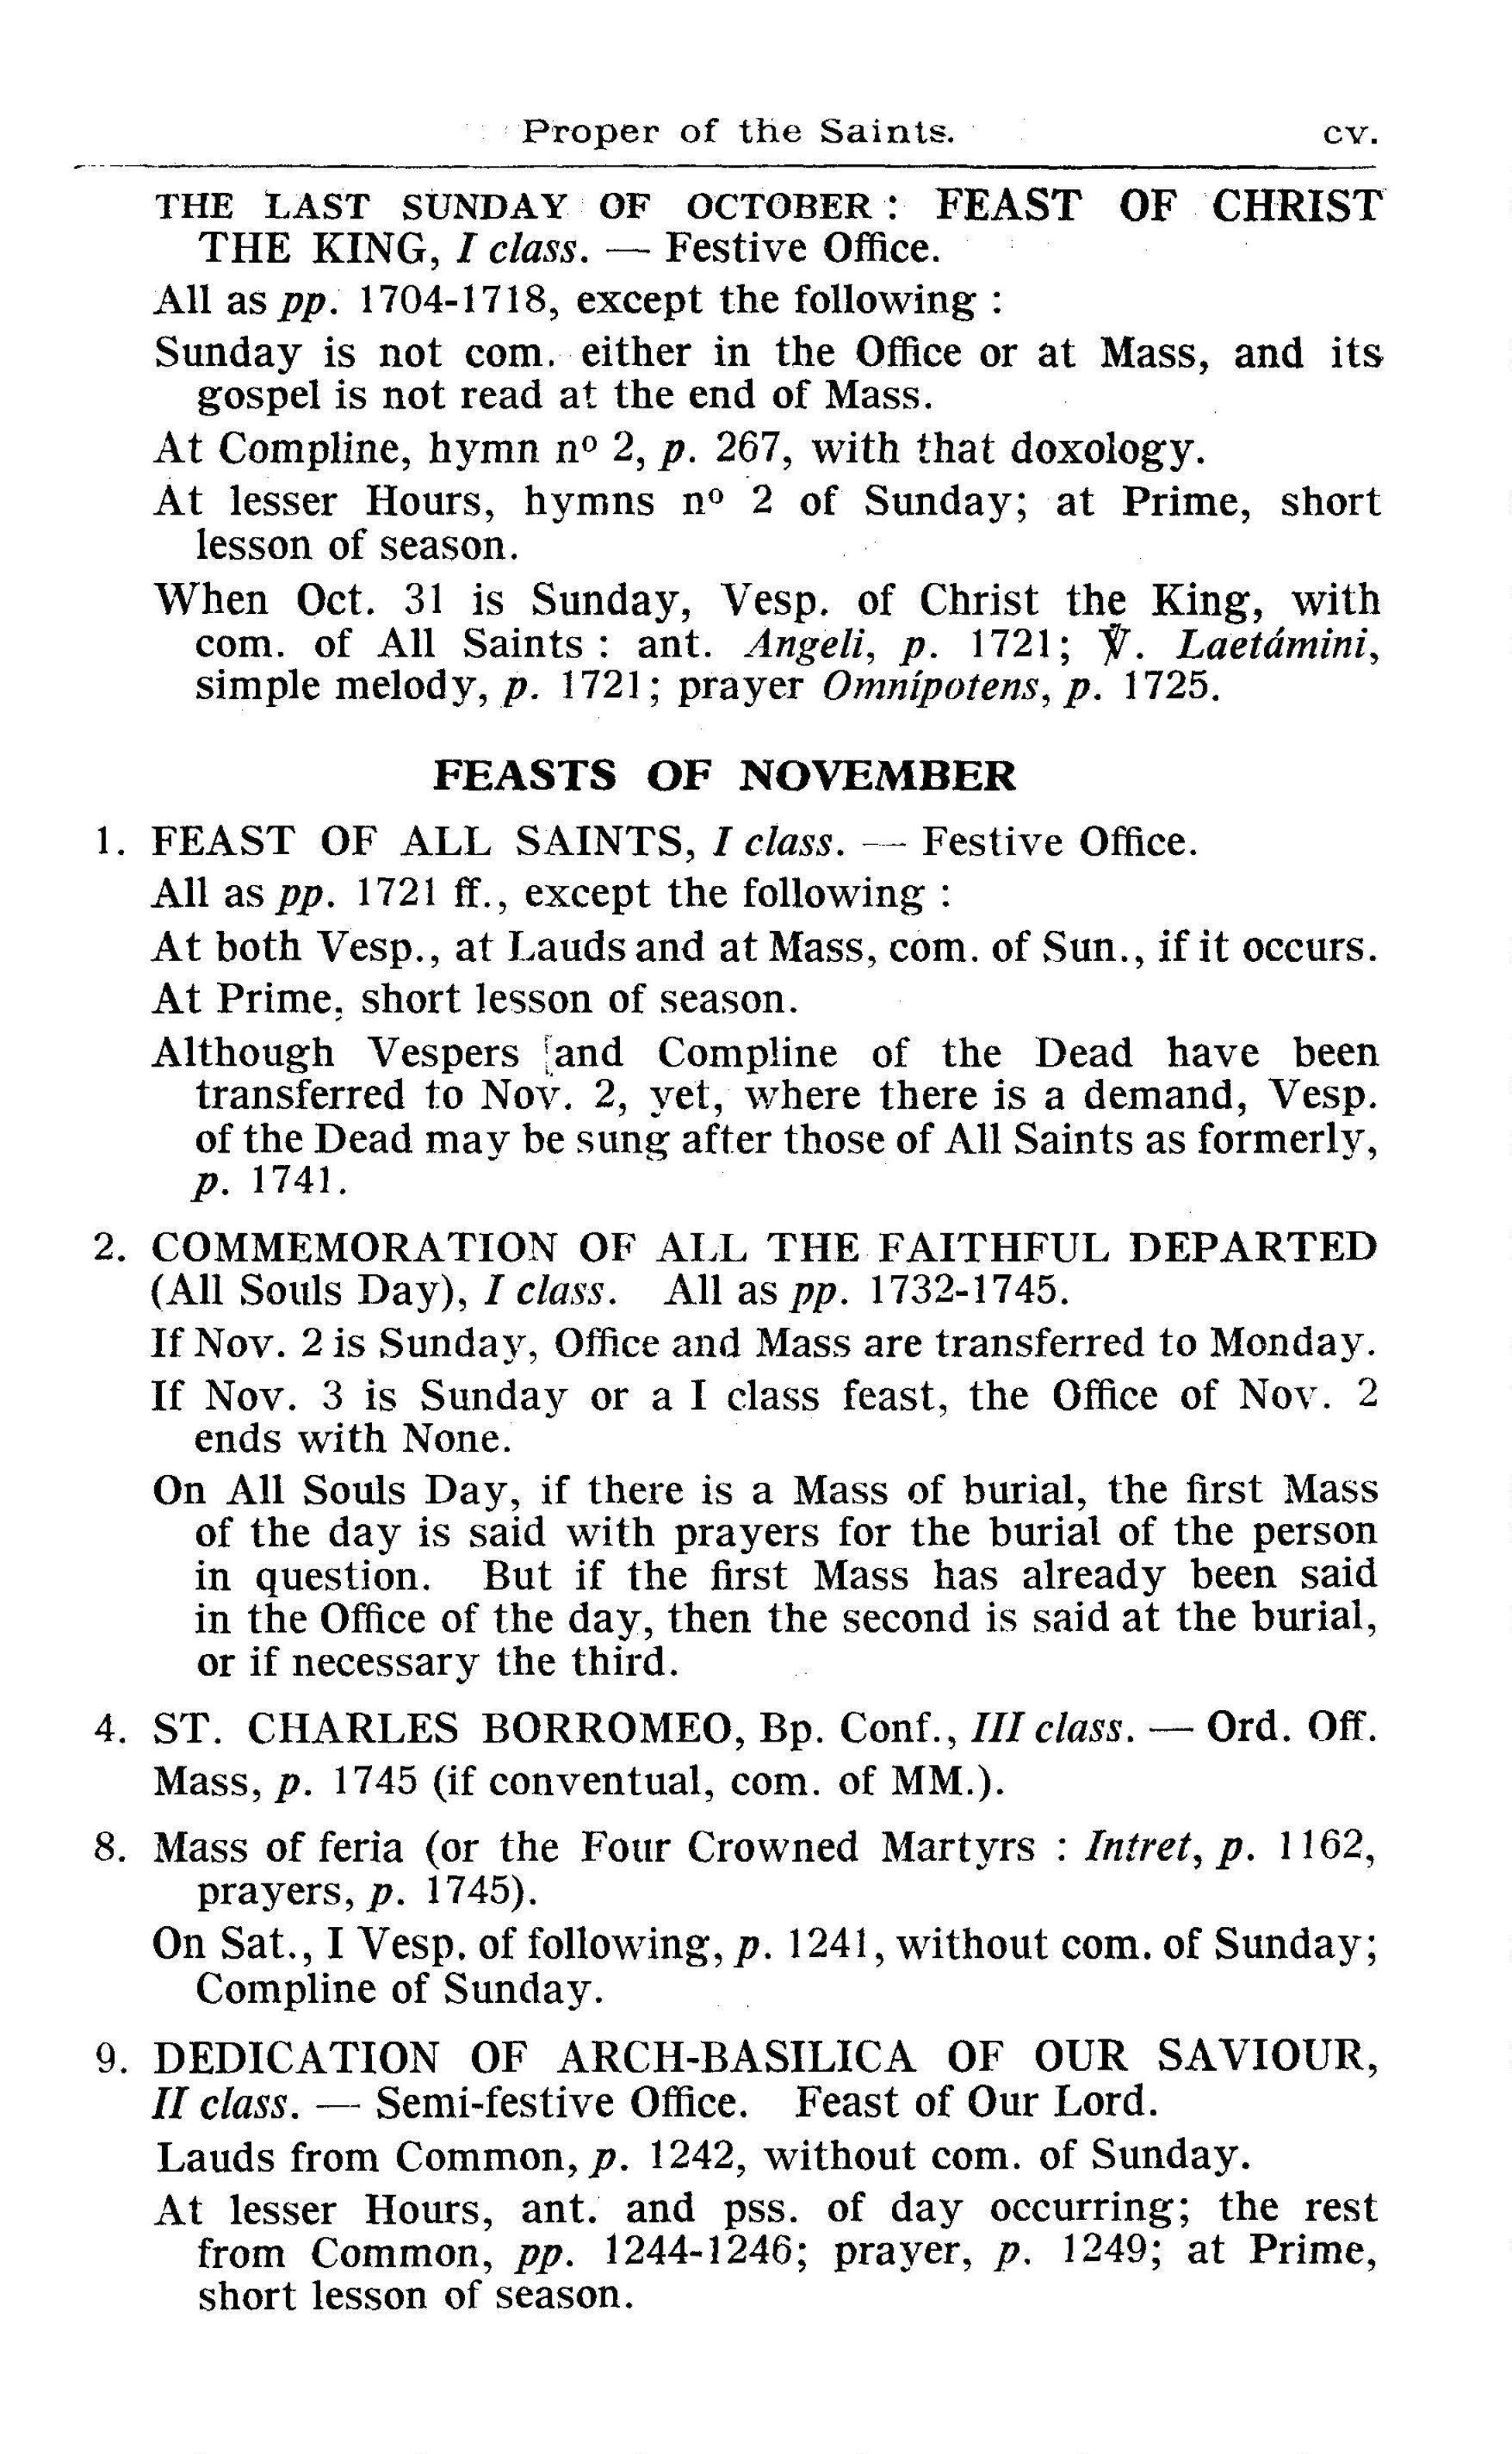 Proper of the Saints. cv.
THE LAST SUNDAY OF OCTOBER : FEAST OF CHRIST
THE KING, I class. — Festive Office.
All as pp. 1704-1718, except the following :
Sunday is not com. either in the Office or at Mass, and its
gospel is not read at the end of Mass.
At Compline, hymn nº 2, p. 267, with that doxology.
At lesser Hours, hymns nº 2 of Sunday; at Prime, short
lesson of season.
When Oct. 31 is Sunday, Vesp. of Christ the King, with
com. of All Saints : ant. Angeli, p. 1721; ℣. Laetámini,
simple melody, p. 1721; prayer Omnípotens, p. 1725.
FEASTS OF NOVEMBER
1. FEAST OF ALL SAINTS, I class. — Festive Office.
All as pp. 1721 ff., except the following :
At both Vesp., at Lauds and at Mass, com. of Sun., if it occurs.
At Prime, short lesson of season.
Although Vespers and Compline of the Dead have been
transferred to Nov. 2, yet, where there is a demand, Vesp.
of the Dead may be sung after those of All Saints as formerly,
p. 1741.
2. COMMEMORATION OF ALL THE FAITHFUL DEPARTED
(All Souls Day), I class. All as pp. 1732-1745.
If Nov. 2 is Sunday, Office and Mass are transferred to Monday.
If Nov. 3 is Sunday or a I class feast, the Office of Nov. 2
ends with None.
On All Souls Day, if there is a Mass of burial, the first Mass
of the day is said with prayers for the burial of the person
in question. But if the first Mass has already been said
in the Office of the day, then the second is said at the burial,
or if necessary the third.
4. ST. CHARLES BORROMEO, Bp. Conf., III class. — Ord. Off.
Mass, p. 1745 (if conventual, com. of MM.).
8. Mass of feria (or the Four Crowned Martyrs : Intret, p. 1162,
prayers, p. 1745).
On Sat., I Vesp. of following, p. 1241, without com. of Sunday;
Compline of Sunday.
9. DEDICATION OF ARCH-BASILICA OF OUR SAVIOUR,
II class. — Semi-festive Office. Feast of Our Lord.
Lauds from Common, p. 1242, without com. of Sunday.
At lesser Hours, ant. and pss. of day occurring; the rest
from Common, pp. 1244-1246; prayer, p. 1249; at Prime,
short lesson of season.